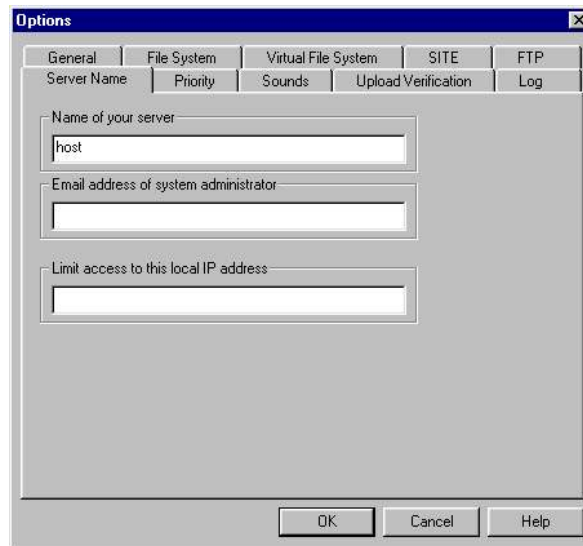 Options
General File System Virtual File System SITE FTP
Server Name Priority Sounds Upload Verification Log
Name of your server
host
Email address of system administrator
Limit access to this local IP address
OK Cancel Help